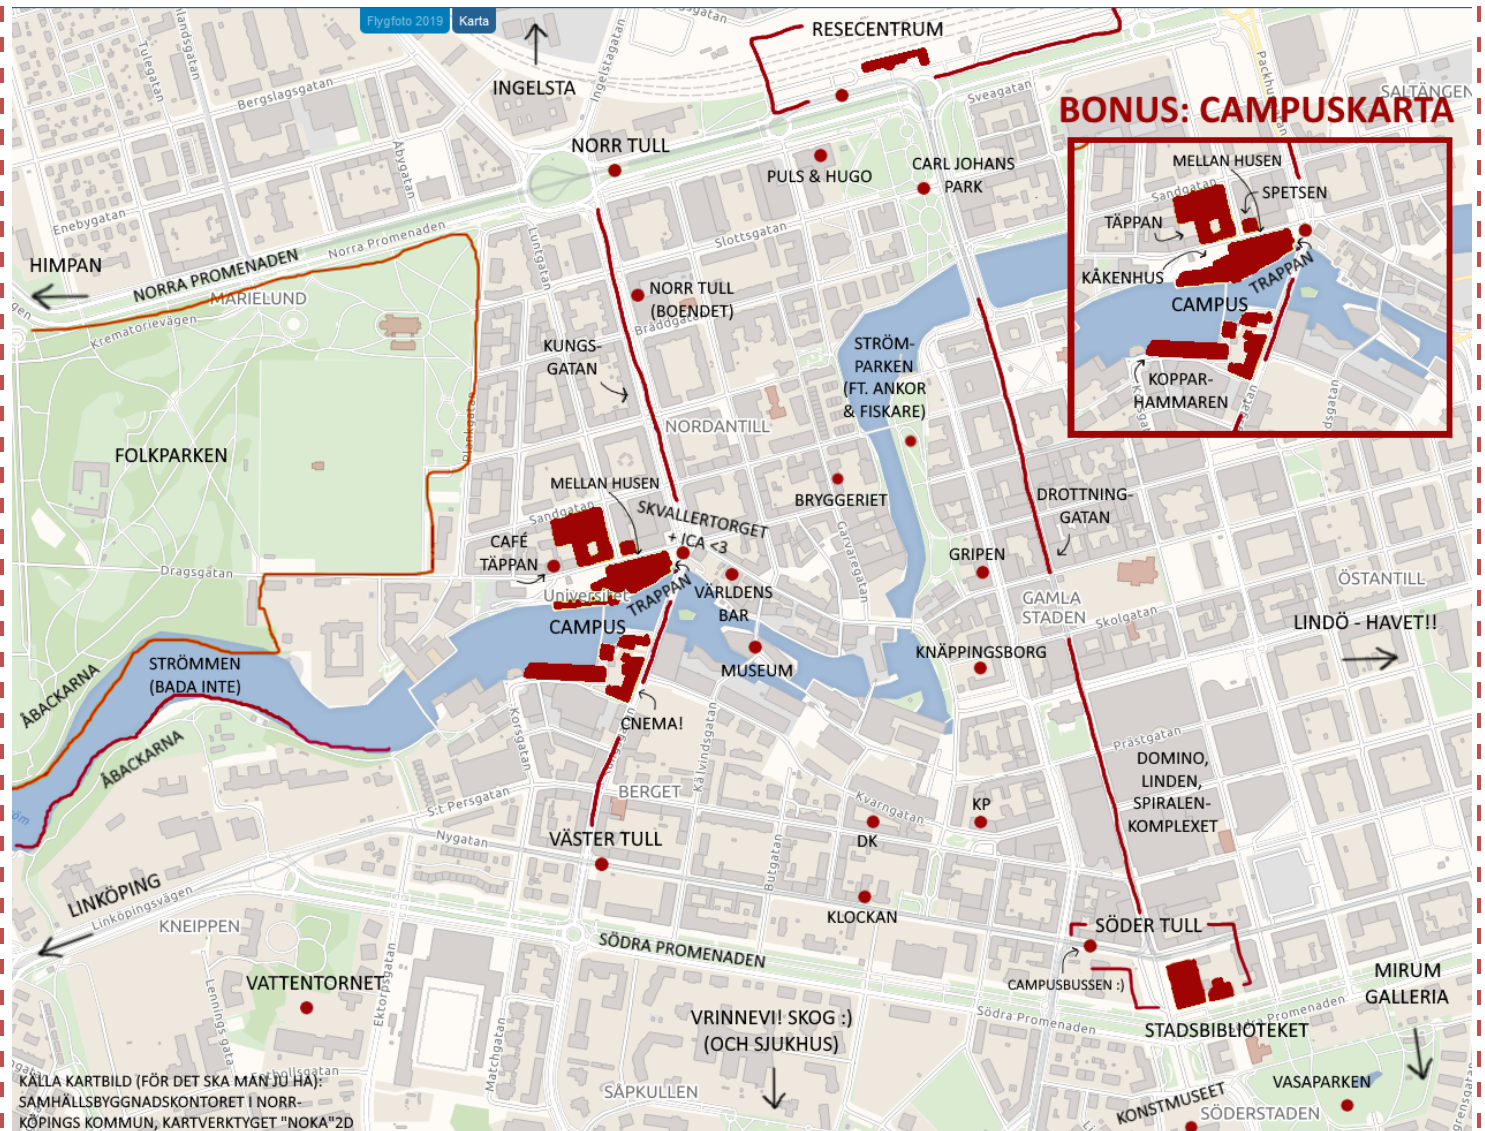 Flygfoto 2019
Karta
INGELSTA
Ingelstagatan
RESECENTRUM
Packhus
Sveagatan
SALTÄNGEN
Tulegatan
Bergslagsgatan
Åbygatan
Enebygatan
NORR TULL
PULS & HUGO
CARL JOHANS
PARK
BONUS: CAMPUSKARTA
MELLAN HUSEN
Sandgatan
SPETSEN
TÄPPAN
KÅKENHUS
TRAPPAN
CAMPUS
KOPPAR-
HAMMAREN
HIMPAN
NORRA PROMENADEN
Norra Promenaden
MARIELUND
Krematorievägen
Luntgatan
Slottsgatan
NORR TULL
(BOENDET)
KUNGS-
GATAN
STRÖM-
PARKEN
(FT. ANKOR
& FISKARE)
NORDANTILL
FOLKPARKEN
Plankgatan
BRYGGERIET
Garvaregatan
DROTTNING-
GATAN
MELLAN HUSEN
Sandgatan
SKVALLERTORGET
+ ICA <3
CAFÉ
TÄPPAN
Universitet
TRAPPAN
VÄRLDENS
BAR
GRIPEN
Dragsgatan
GAMLA
STADEN
Skolgatan
ÖSTANTILL
LINDÖ - HAVET!!
CAMPUS
MUSEUM
KNÄPPINGSBORG
STRÖMMEN
(BADA INTE)
ÅBACKARNA
ÅBACKARNA
CNEMA!
Korsgatan
Kälvindsgatan
Prästgatan
DOMINO,
LINDEN,
SPIRALEN-
KOMPLEXET
BERGET
S:t Persgatan
Nygatan
Kvarngatan
KP
DK
VÄSTER TULL
Butgatan
KLOCKAN
LINKÖPING
Linköpingsvägen
KNEIPPEN
SÖDRA PROMENADEN
SÖDER TULL
CAMPUSBUSSEN :)
VATTENTORNET
Lennings gata
Ektorpsgatan
Matchgatan
VRINNEVI! SKOG :)
(OCH SJUKHUS)
Södra Promenaden
Södra Promenaden
STADSBIBLIOTEKET
MIRUM
GALLERIA
SÅPKULLEN
KONSTMUSEET
SÖDERSTADEN
VASAPARKEN
KÄLLA KARTBILD (FÖR DET SKA MAN JU HA):
SAMHÄLLSBYGGNADSKONTORET I NORR-
KÖPINGS KOMMUN, KARTVERKTYGET "NOKA"2D